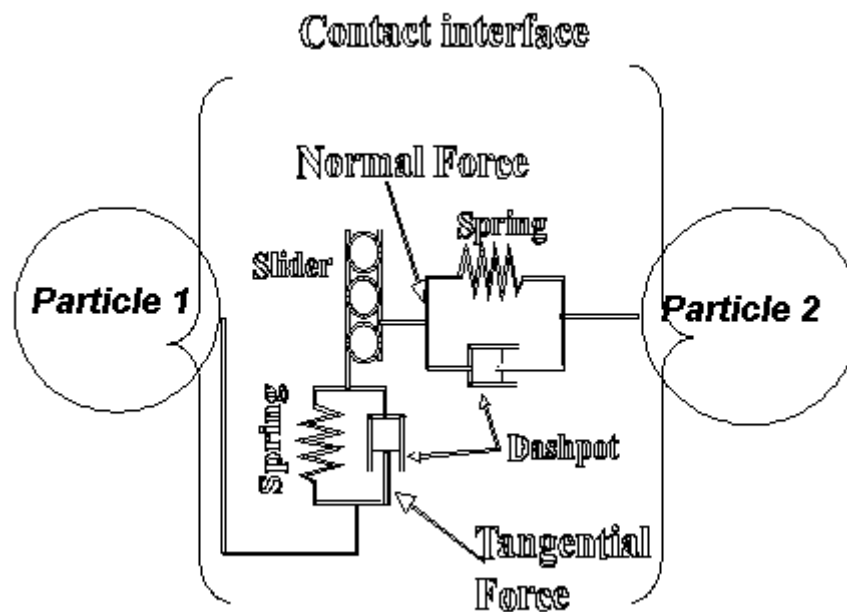 Contact interface
Normal Force
Spring
Slider
Particle 1
Particle 2
Spring
Dashpot
Tangential
Force